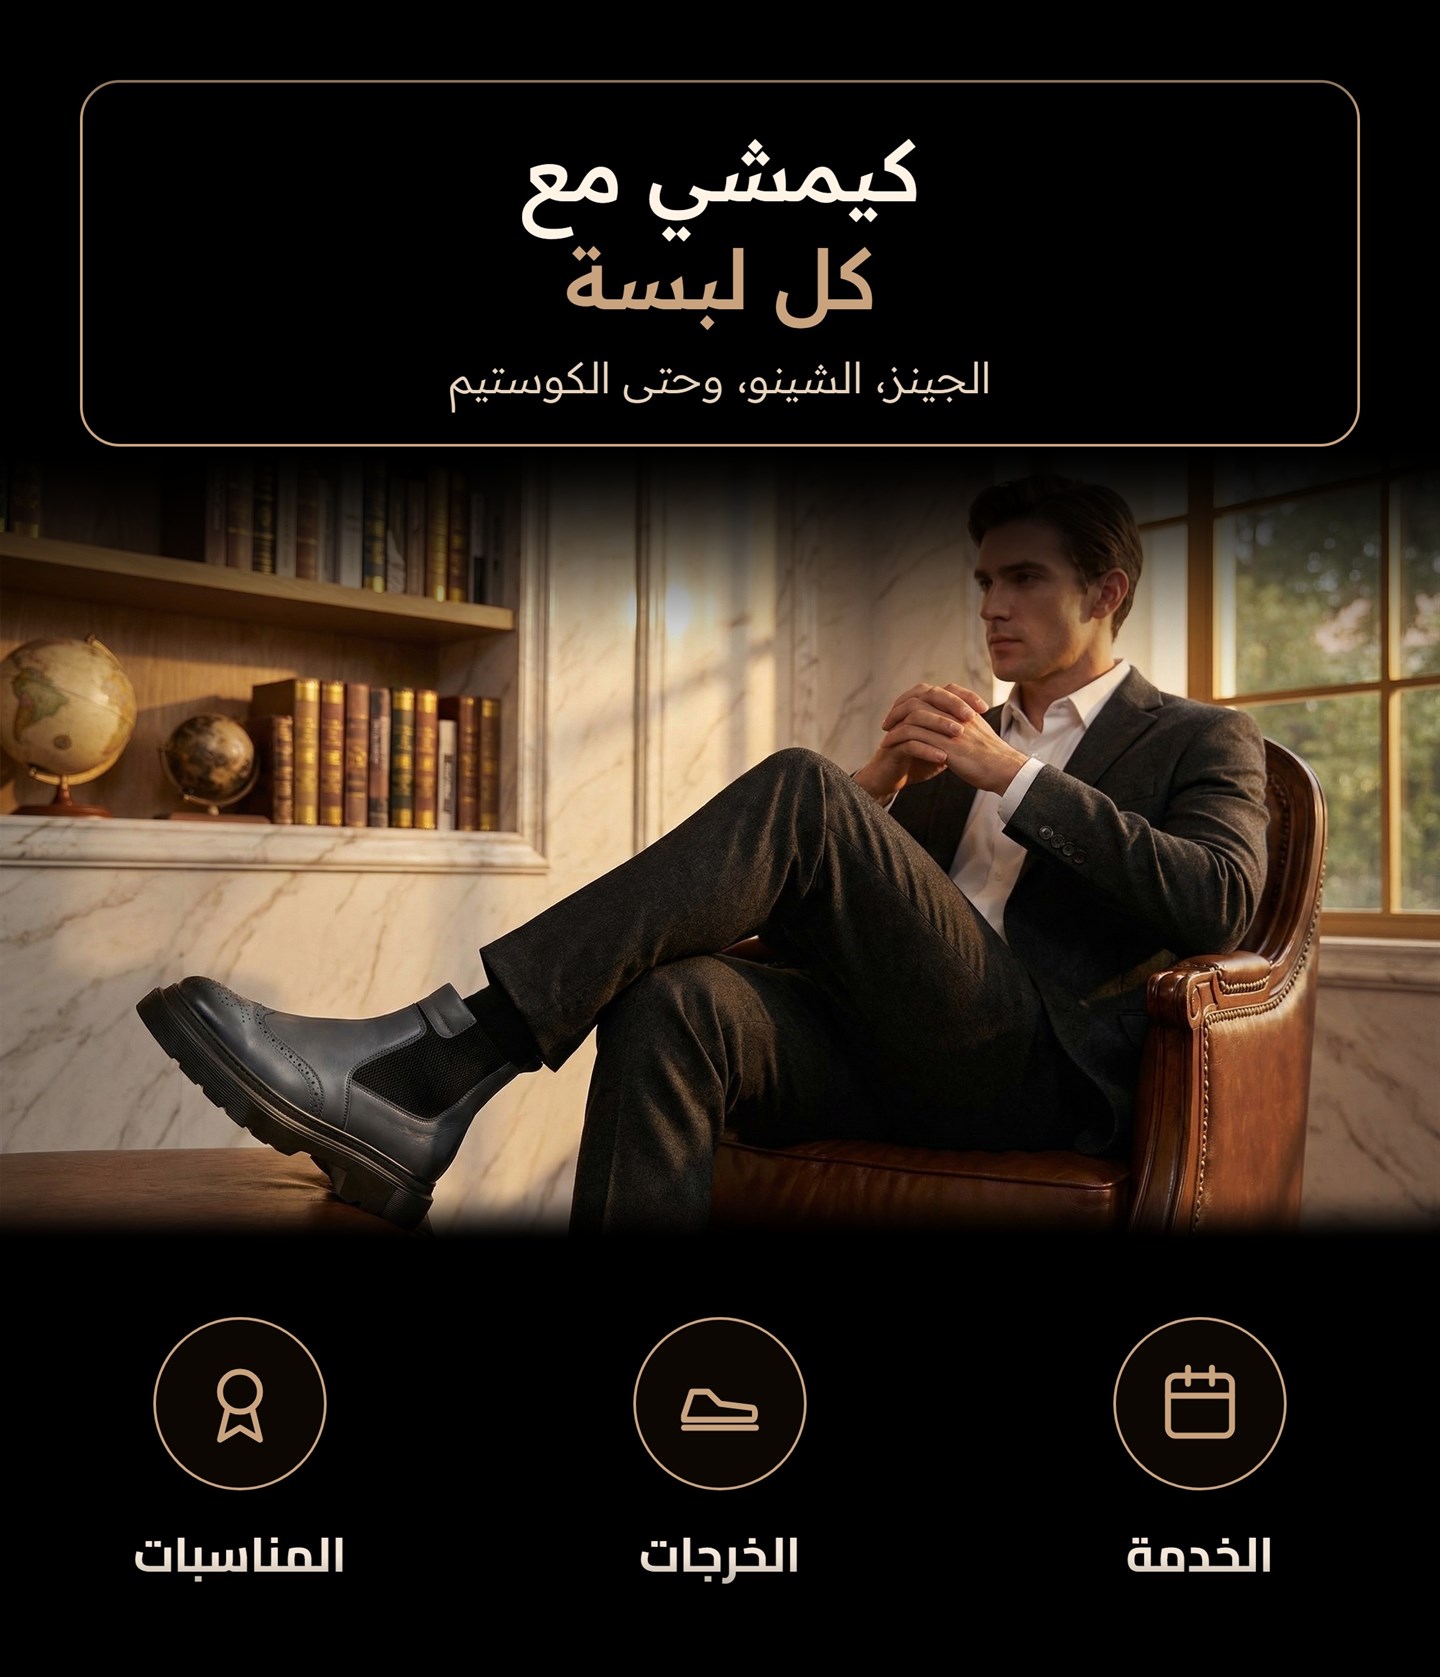 كيمشي مع
كل لبسة
الجينز، الشينو، وحتى الكوستيم
الخدمة
الخرجات
المناسبات